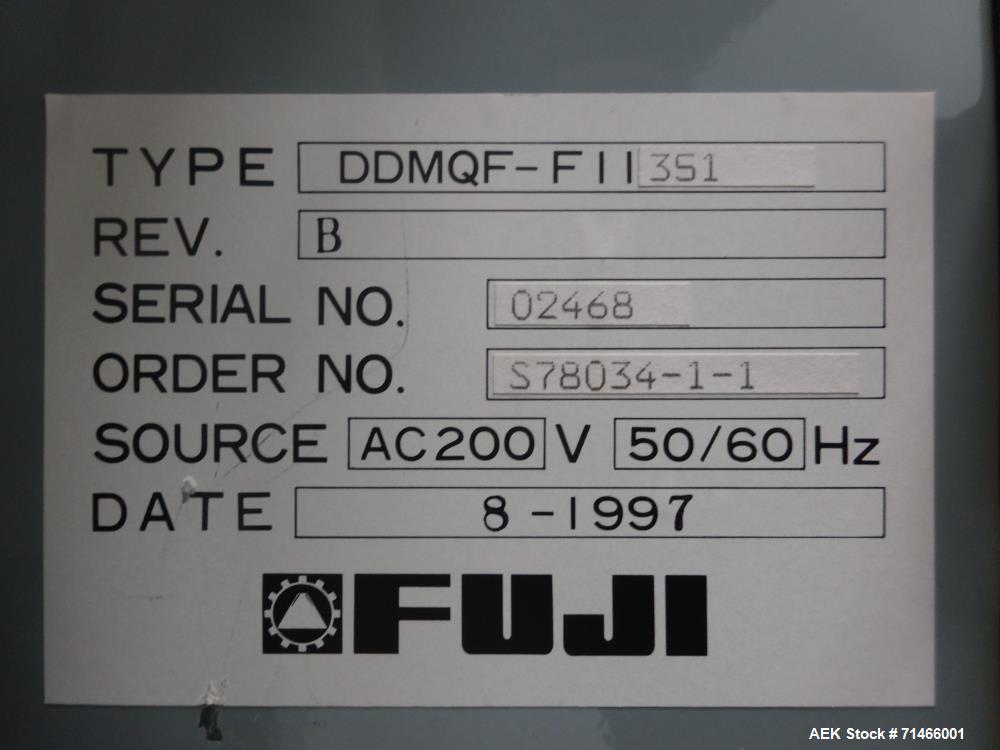 TYPE DDMQF-FII 351
REV. B
SERIAL NO. 02468
ORDER NO. S78034-1-1
SOURCE AC200 V 50/60 Hz
DATE 8-1997
FUJI
AEK Stock # 71466001